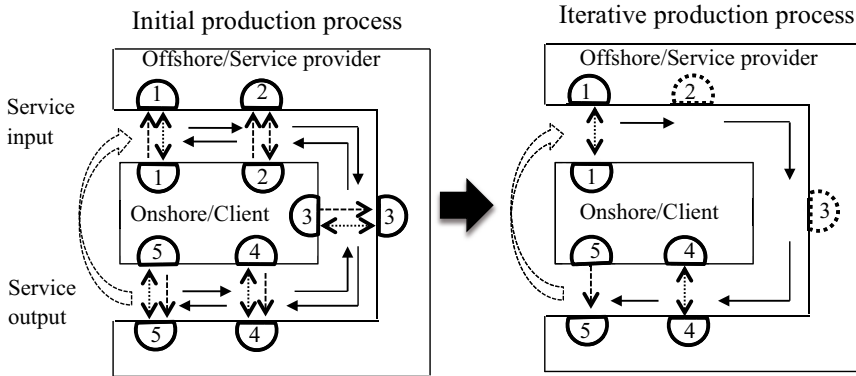 Initial production process
Iterative production process
Offshore/Service provider
Offshore/Service provider
1
2
1
2
Service
input
1
2
1
Onshore/Client
3
3
Onshore/Client
3
5
4
5
4
Service
output
5
4
5
4